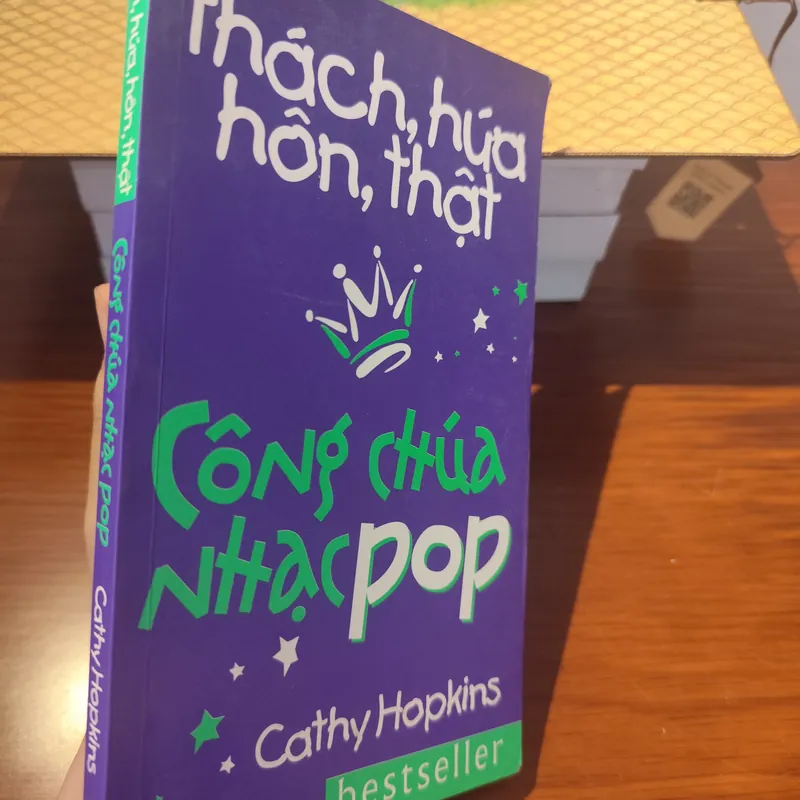 Thách, hứa
hôn, thật
Công chúa
nhạc pop
Cathy Hopkins
bestseller
hứa, hôn, thật
Công chúa nhạc pop
Cathy Hopkins